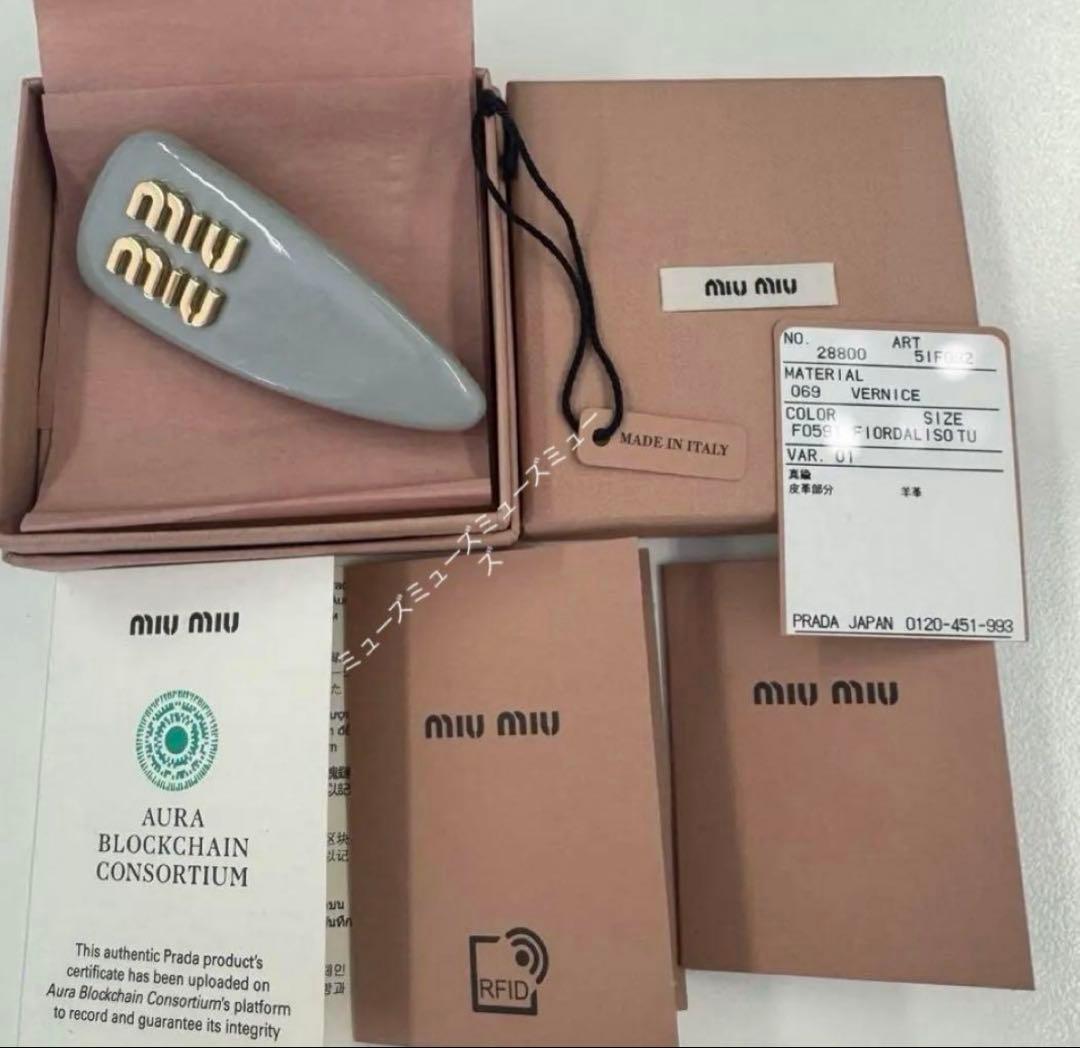 miu
miu
miu miu
MADE IN ITALY
NO. ART
28800 51F
MATERIAL
069 VERNICE
COLOR SIZE
F059 FIORDALISO TU
VAR. 01
真鍮
皮革部分 羊革
PRADA JAPAN 0120-451-993
ミューズミューズミューズミューズ
miu miu
AURA
BLOCKCHAIN
CONSORTIUM
This authentic Prada product's
certificate has been uploaded on
Aura Blockchain Consortium's platform
to record and guarantee its integrity
miu miu
RFID
miu miu